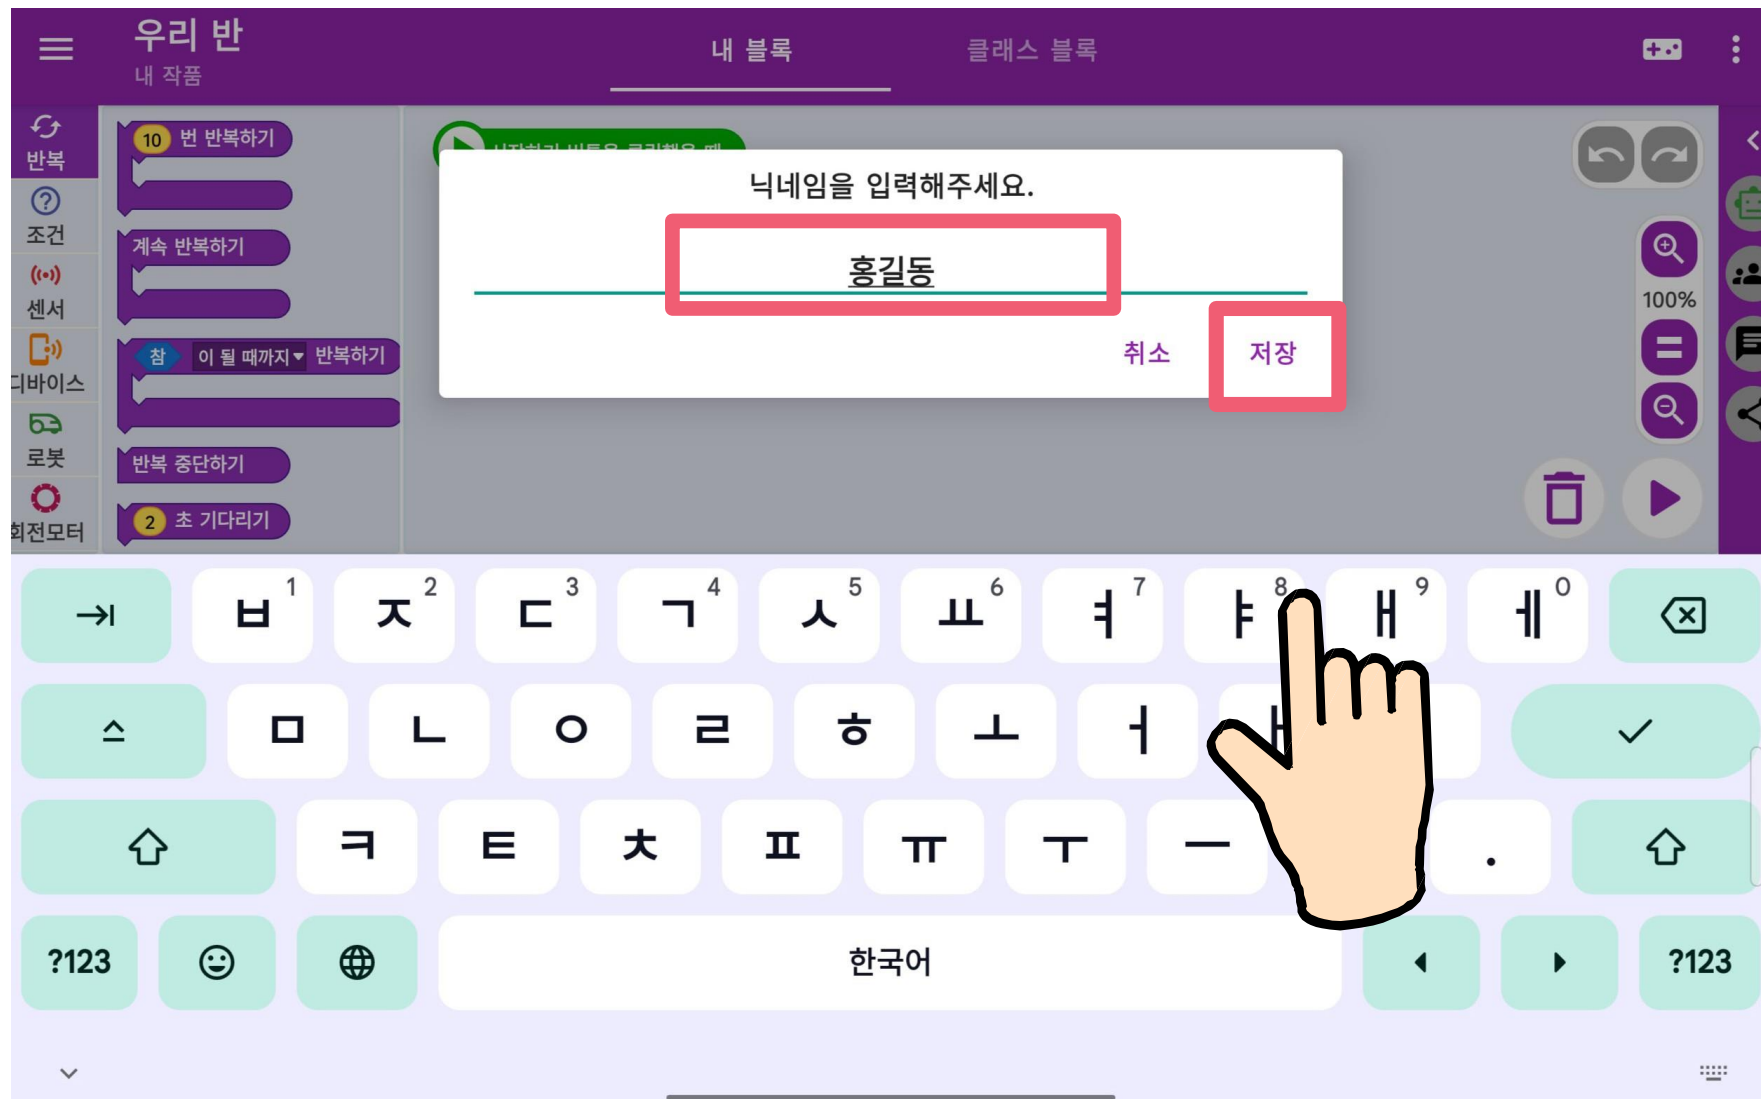 우리 반
내 작품
내 블록
클래스 블록
반복
조건
센서
디바이스
로봇
회전모터
10 번 반복하기
계속 반복하기
참 이 될 때까지▼ 반복하기
반복 중단하기
2 초 기다리기
닉네임을 입력해주세요.
홍길동
취소 저장
100%
ㅂ 1 ㅈ 2 ㄷ 3 ㄱ 4 ㅅ 5 ㅛ 6 ㅕ 7 ㅑ 8 ㅐ 9 ㅔ 0
ㅁ ㄴ ㅇ ㄹ ㅎ ㅗ ㅓ ㅏ
ㅋ ㅌ ㅊ ㅍ ㅠ ㅜ ㅡ .
?123 한국어 ?123